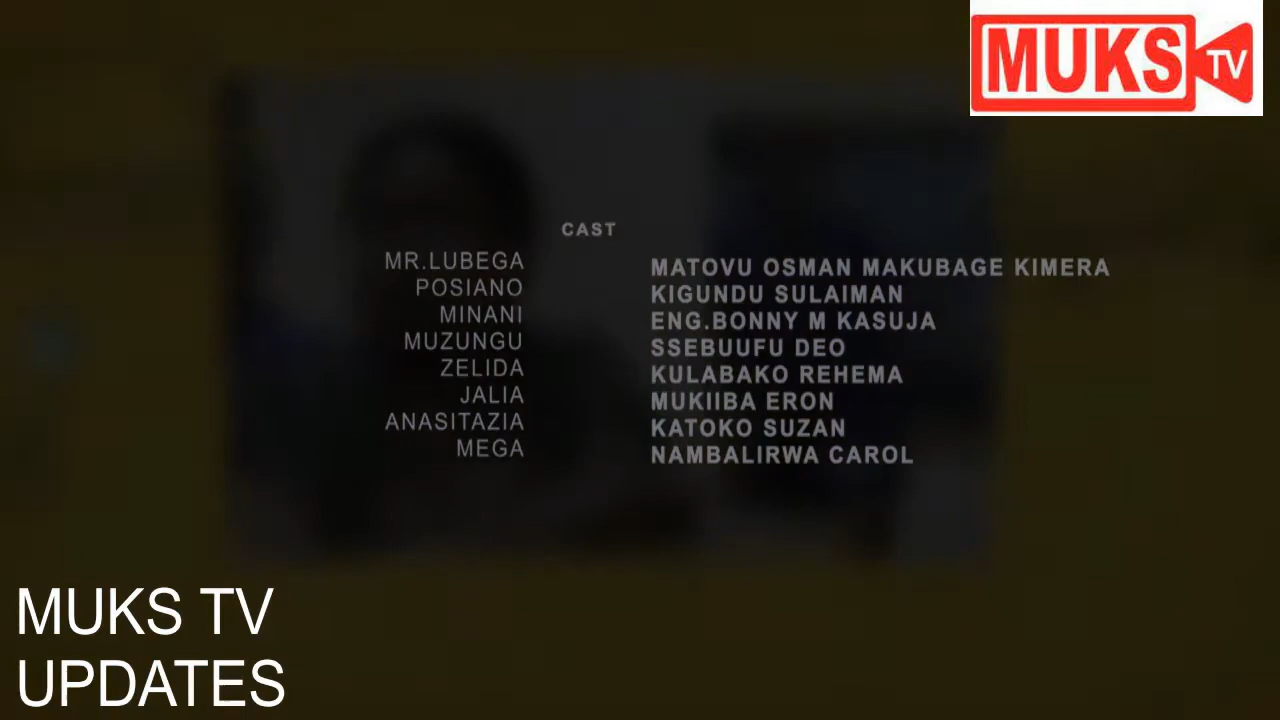 MUKS TV
CAST
MR.LUBEGA MATOVU OSMAN MAKUBAGE KIMERA
POSIANO KIGUNDU SULAIMAN
MINANI ENG.BONNY M KASUJA
MUZUNGU SSEBUUFU DEO
ZELIDA KULABAKO REHEMA
JALIA MUKIIBA ERON
ANASITAZIA KATOKO SUZAN
MEGA NAMBALIRWA CAROL
MUKS TV
UPDATES